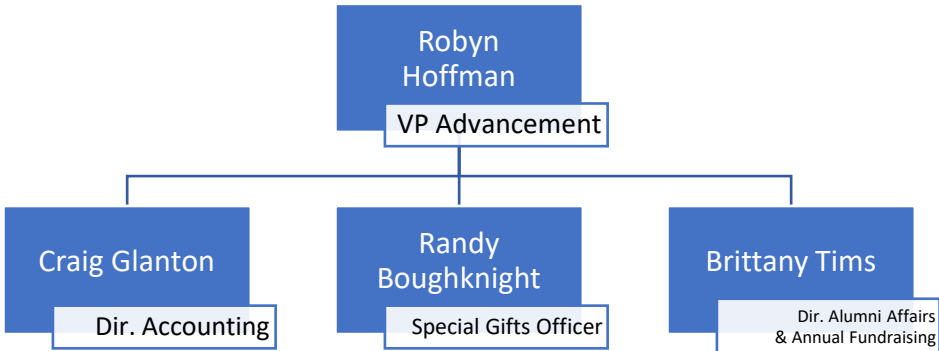 Robyn
Hoffman
VP Advancement
Craig Glanton
Dir. Accounting
Randy
Boughknight
Special Gifts Officer
Brittany Tims
Dir. Alumni Affairs
& Annual Fundraising